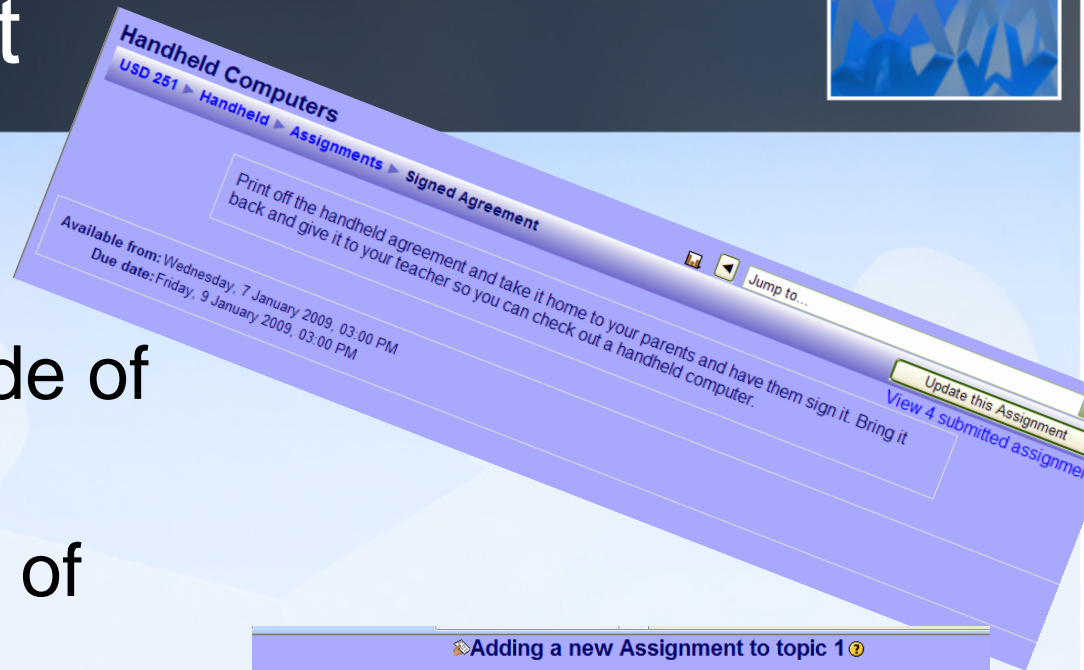 t
Handheld Computers
USD 251 ► Handheld ► Assignments ► Signed Agreement
Jump to...
Update this Assignment
View 4 submitted assignme
Print off the handheld agreement and take it home to your parents and have them sign it. Bring it
back and give it to your teacher so you can check out a handheld computer.
Available from: Wednesday, 7 January 2009, 03:00 PM
Due date: Friday, 9 January 2009, 03:00 PM
de of
of
Adding a new Assignment to topic 1